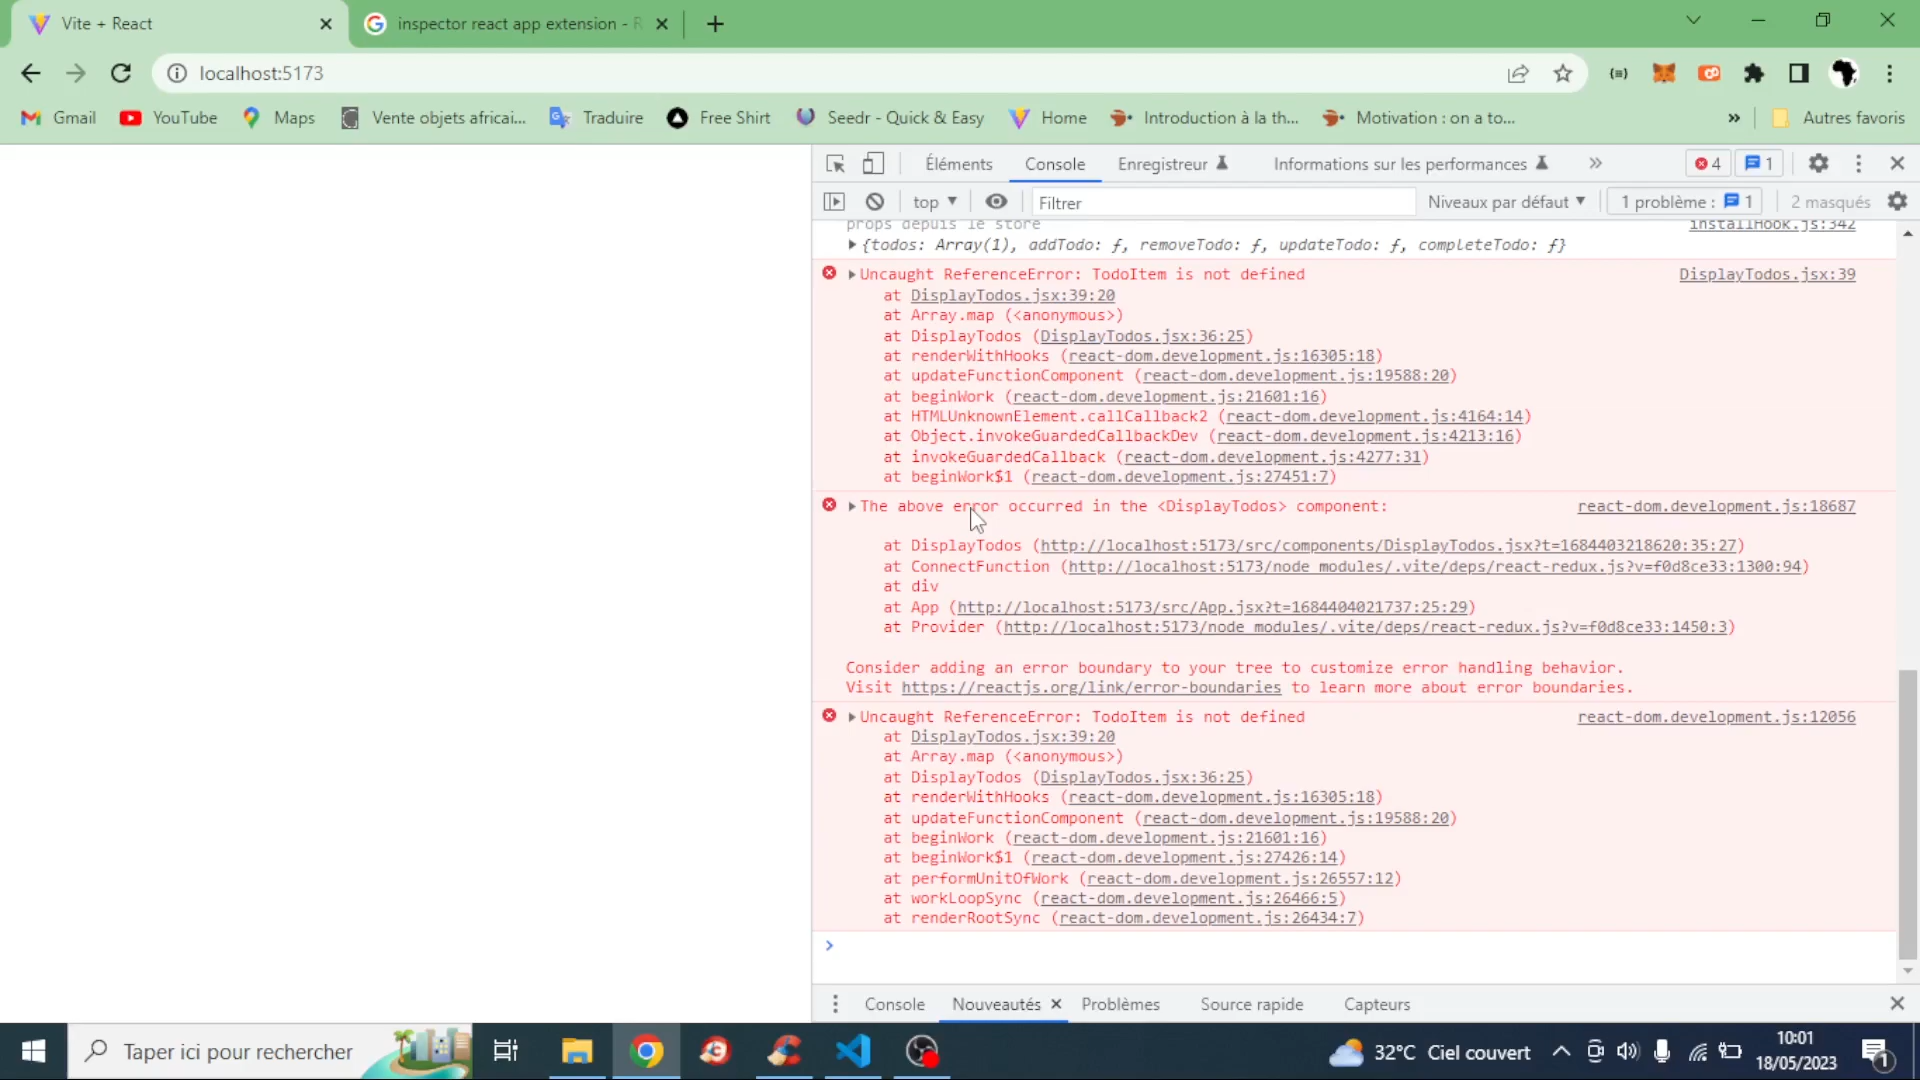 Vite + React
inspector react app extension - R
localhost:5173
Gmail
YouTube
Maps
Vente objets africai...
Traduire
Free Shirt
Seedr - Quick & Easy
Home
Introduction à la th...
Motivation : on a to...
»
Autres favoris
Éléments
Console
Enregistreur
Informations sur les performances
»
4
1
top ▼
Filtrer
Niveaux par défaut ▼
1 problème : 1
2 masqués
props depuis le store
installHook.js:342
▶{todos: Array(1), addTodo: ƒ, removeTodo: ƒ, updateTodo: ƒ, completeTodo: ƒ}
▶Uncaught ReferenceError: TodoItem is not defined
DisplayTodos.jsx:39
at DisplayTodos.jsx:39:20
at Array.map (<anonymous>)
at DisplayTodos (DisplayTodos.jsx:36:25)
at renderWithHooks (react-dom.development.js:16305:18)
at updateFunctionComponent (react-dom.development.js:19588:20)
at beginWork (react-dom.development.js:21601:16)
at HTMLUnknownElement.callCallback2 (react-dom.development.js:4164:14)
at Object.invokeGuardedCallbackDev (react-dom.development.js:4213:16)
at invokeGuardedCallback (react-dom.development.js:4277:31)
at beginWork$1 (react-dom.development.js:27451:7)
▶The above error occurred in the <DisplayTodos> component:
react-dom.development.js:18687
at DisplayTodos (http://localhost:5173/src/components/DisplayTodos.jsx?t=1684403218620:35:27)
at ConnectFunction (http://localhost:5173/node_modules/.vite/deps/react-redux.js?v=f0d8ce33:1300:94)
at div
at App (http://localhost:5173/src/App.jsx?t=1684404021737:25:29)
at Provider (http://localhost:5173/node_modules/.vite/deps/react-redux.js?v=f0d8ce33:1450:3)
Consider adding an error boundary to your tree to customize error handling behavior.
Visit https://reactjs.org/link/error-boundaries to learn more about error boundaries.
▶Uncaught ReferenceError: TodoItem is not defined
react-dom.development.js:12056
at DisplayTodos.jsx:39:20
at Array.map (<anonymous>)
at DisplayTodos (DisplayTodos.jsx:36:25)
at renderWithHooks (react-dom.development.js:16305:18)
at updateFunctionComponent (react-dom.development.js:19588:20)
at beginWork (react-dom.development.js:21601:16)
at beginWork$1 (react-dom.development.js:27426:14)
at performUnitOfWork (react-dom.development.js:26557:12)
at workLoopSync (react-dom.development.js:26466:5)
at renderRootSync (react-dom.development.js:26434:7)
Console
Nouveautés
Problèmes
Source rapide
Capteurs
Taper ici pour rechercher
32°C Ciel couvert
10:01
18/05/2023
1